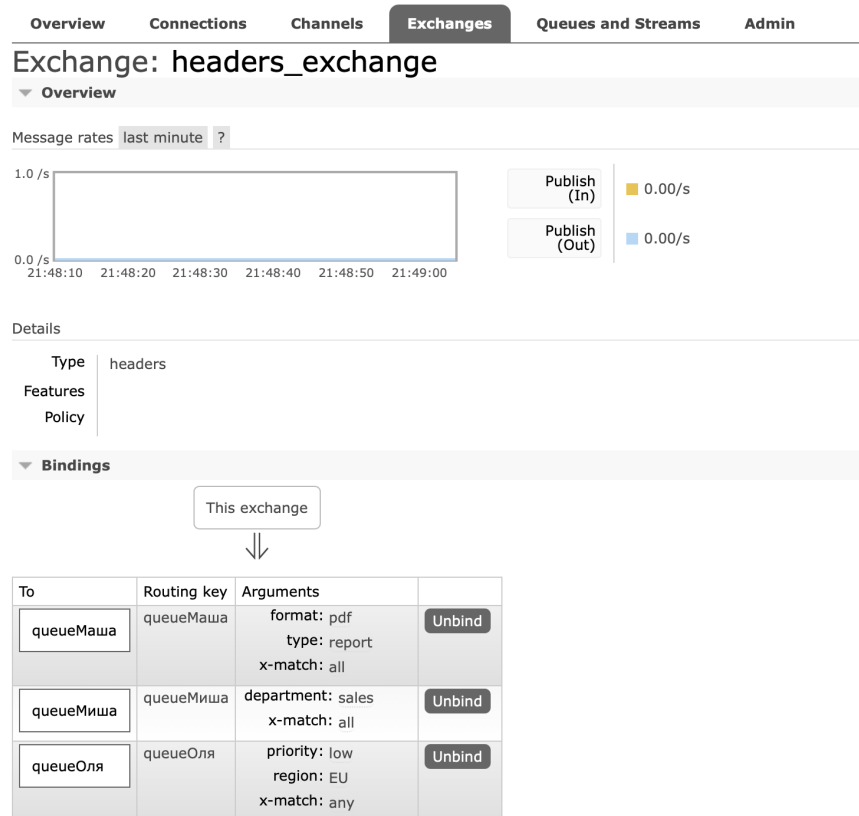 Overview Connections Channels Exchanges Queues and Streams Admin
Exchange: headers_exchange
Overview
Message rates last minute ?
1.0 /s
0.0 /s
21:48:10 21:48:20 21:48:30 21:48:40 21:48:50 21:49:00
Publish (In) 0.00/s
Publish (Out) 0.00/s
Details
Type headers
Features
Policy
Bindings
This exchange
⇓
To Routing key Arguments
queueМаша queueМаша format: pdf Unbind
type: report
x-match: all
queueМиша queueМиша department: sales Unbind
x-match: all
queueОля queueОля priority: low Unbind
region: EU
x-match: any